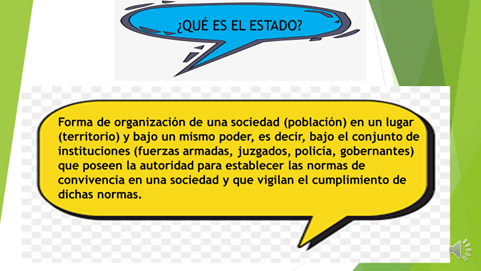 ¿QUÉ ES EL ESTADO?
Forma de organización de una sociedad (población) en un lugar
(territorio) y bajo un mismo poder, es decir, bajo el conjunto de
instituciones (fuerzas armadas, juzgados, policía, gobernantes)
que poseen la autoridad para establecer las normas de
convivencia en una sociedad y que vigilan el cumplimiento de
dichas normas.